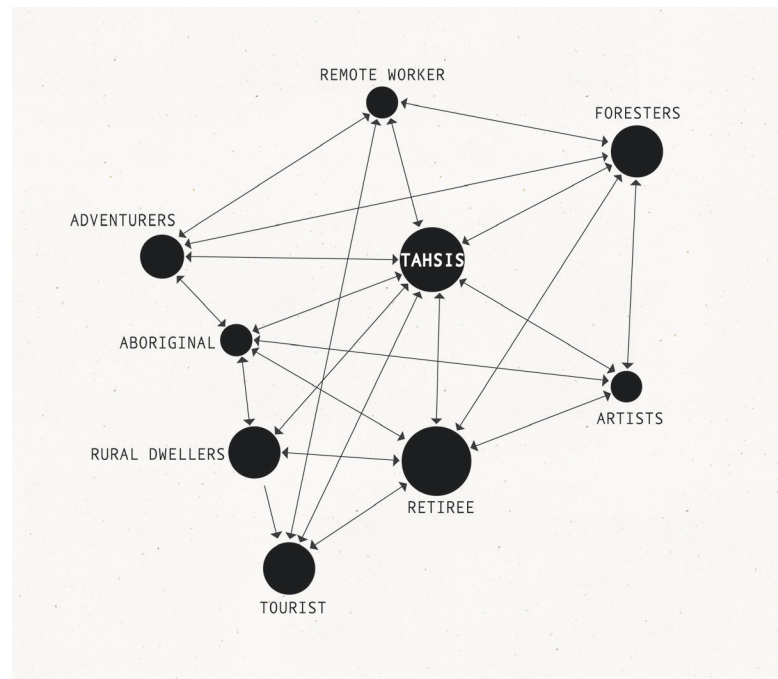 REMOTE WORKER
FORESTERS
ADVENTURERS
TAHSIS
ABORIGINAL
ARTISTS
RURAL DWELLERS
RETIREE
TOURIST